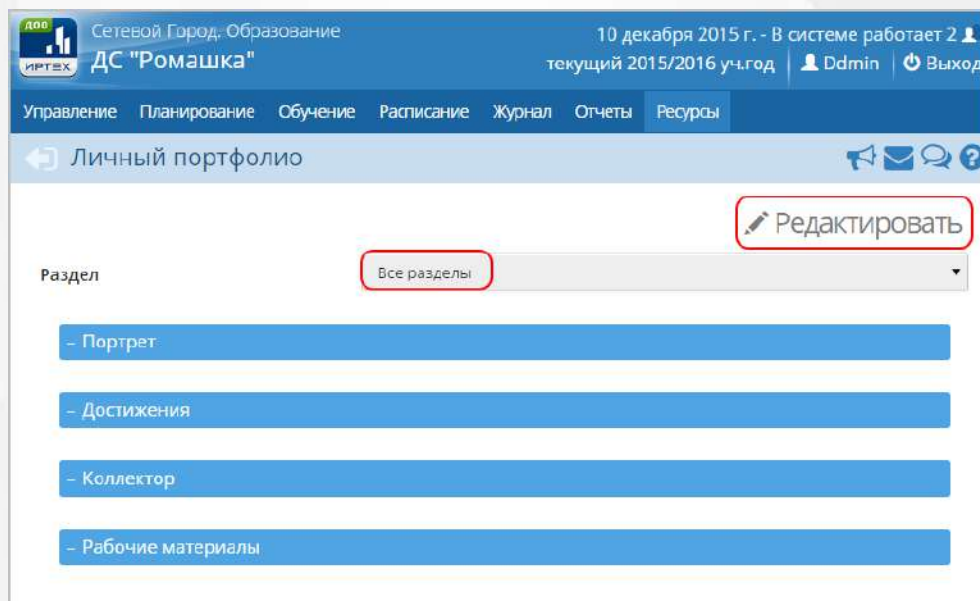 ДОО
ИРТЕХ
Сетевой Город. Образование
ДС "Ромашка"
10 декабря 2015 г. - В системе работает 2
текущий 2015/2016 уч.год
Ddmin
Выход
Управление Планирование Обучение Расписание Журнал Отчеты Ресурсы
Личный портфолио
Редактировать
Раздел
Все разделы
– Портрет
– Достижения
– Коллектор
– Рабочие материалы